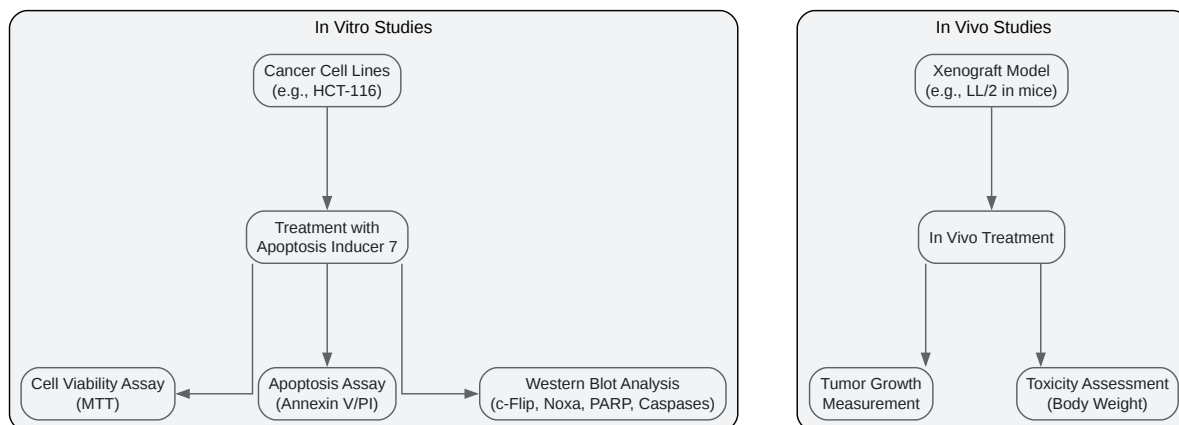 In Vitro Studies
Cancer Cell Lines
(e.g., HCT-116)
Treatment with
Apoptosis Inducer 7
Cell Viability Assay
(MTT)
Apoptosis Assay
(Annexin V/PI)
Western Blot Analysis
(c-Flip, Noxa, PARP, Caspases)
In Vivo Studies
Xenograft Model
(e.g., LL/2 in mice)
In Vivo Treatment
Tumor Growth
Measurement
Toxicity Assessment
(Body Weight)